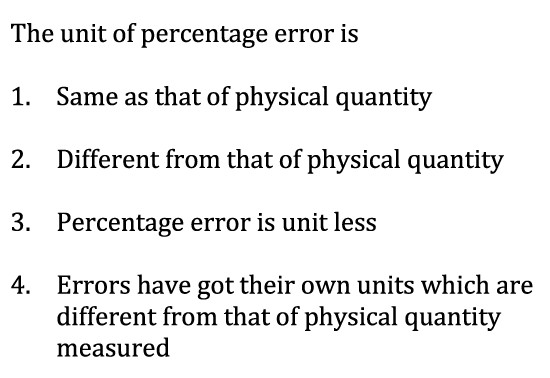 The unit of percentage error is
1. Same as that of physical quantity
2. Different from that of physical quantity
3. Percentage error is unit less
4. Errors have got their own units which are
different from that of physical quantity
measured